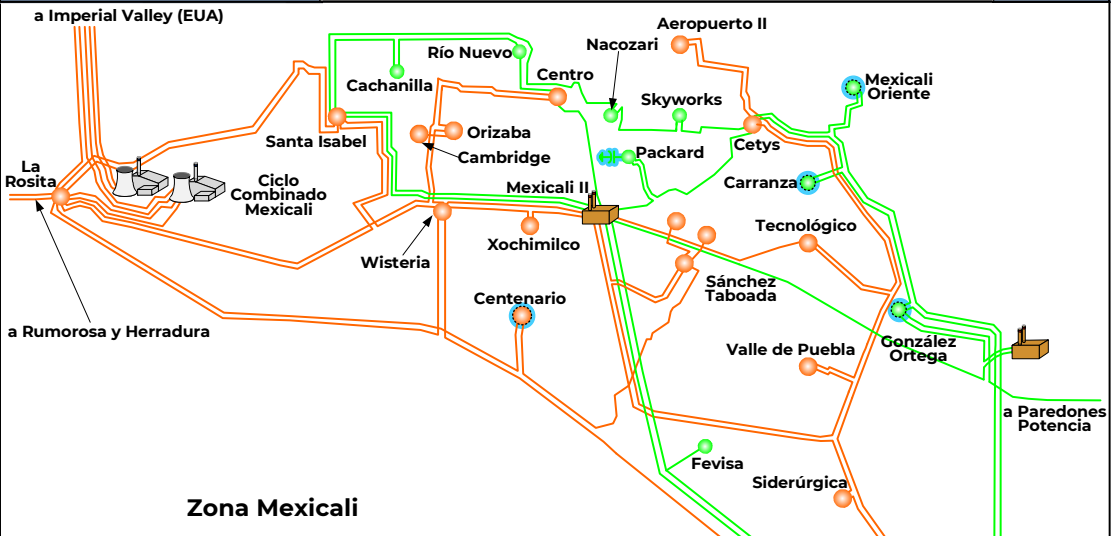 a Imperial Valley (EUA)
Aeropuerto II
Río Nuevo
Nacozari
Cachanilla
Centro
Skyworks
Mexicali
Oriente
Santa Isabel
Orizaba
Cambridge
Cetys
Packard
La
Rosita
Ciclo
Combinado
Mexicali
Mexicali II
Carranza
Wisteria
Xochimilco
Tecnológico
Sánchez
Taboada
Centenario
a Rumorosa y Herradura
González
Ortega
Valle de Puebla
a Paredones
Potencia
Fevisa
Siderúrgica
Zona Mexicali